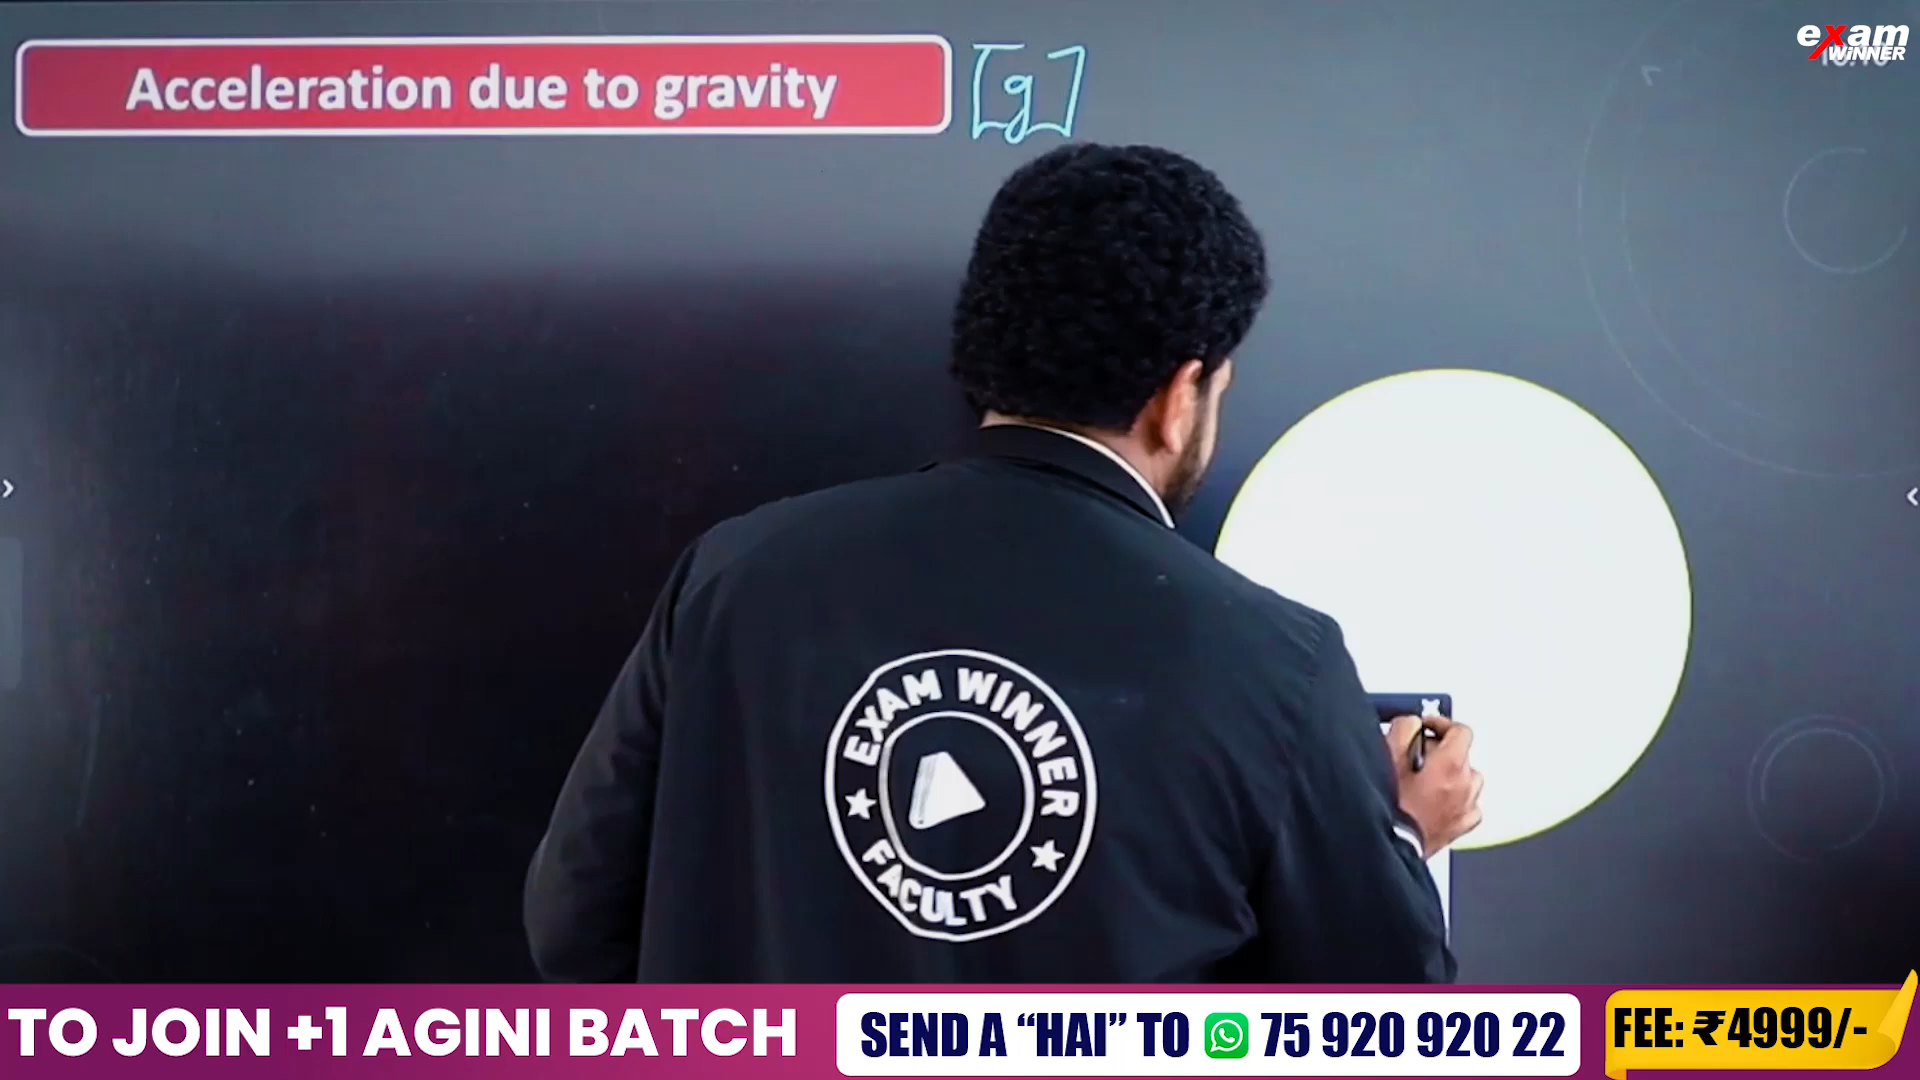 exam
WiNNER
Acceleration due to gravity [g]
EXAM WINNER
FACULTY
TO JOIN +1 AGINI BATCH
SEND A “HAI” TO 75 920 920 22
FEE: ₹4999/-